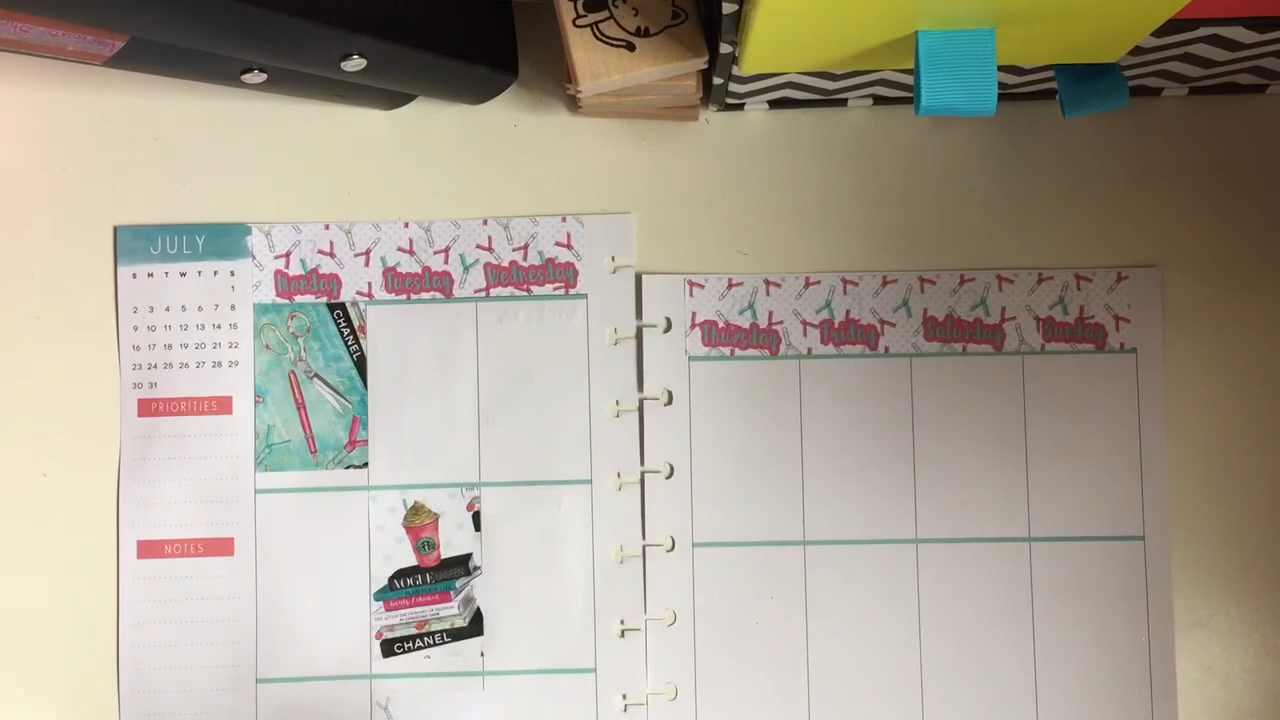 JULY
S M T W T F S
1
2 3 4 5 6 7 8
9 10 11 12 13 14 15
16 17 18 19 20 21 22
23 24 25 26 27 28 29
30 31
PRIORITIES
NOTES
Monday Tuesday Wednesday
CHANEL
VOGUE
CHANEL
Thursday Friday Saturday Sunday